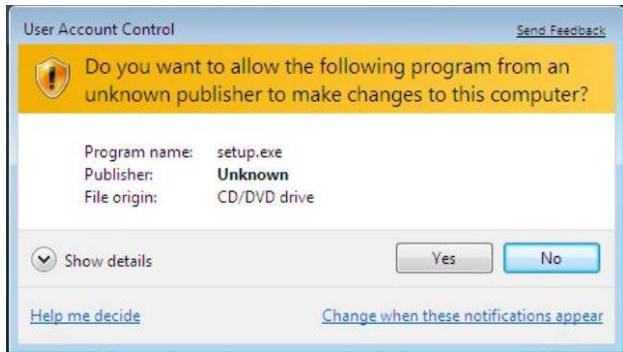 User Account Control
Send Feedback
Do you want to allow the following program from an
unknown publisher to make changes to this computer?
Program name: setup.exe
Publisher: Unknown
File origin: CD/DVD drive
Show details
Yes
No
Help me decide
Change when these notifications appear